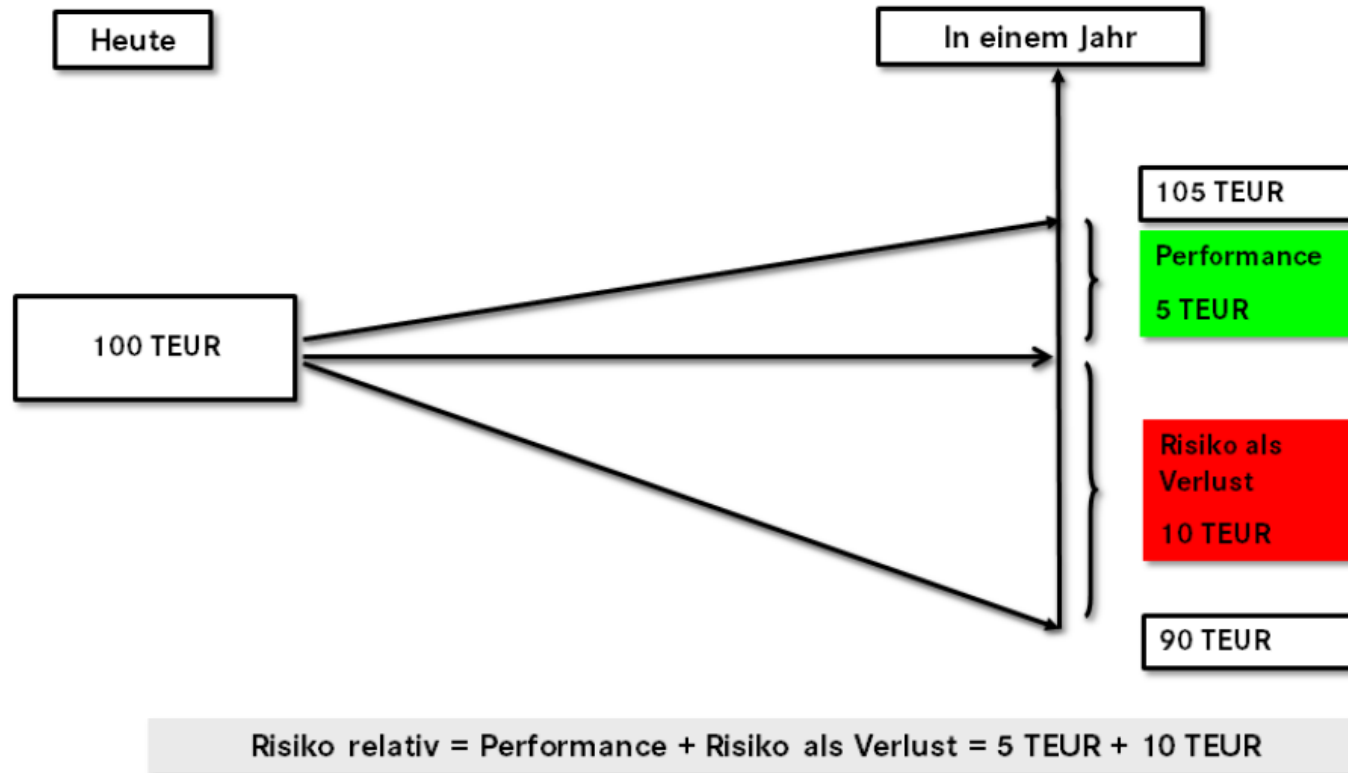 Heute
In einem Jahr
105 TEUR
Performance
5 TEUR
100 TEUR
Risiko als
Verlust
10 TEUR
90 TEUR
Risiko relativ = Performance + Risiko als Verlust = 5 TEUR + 10 TEUR